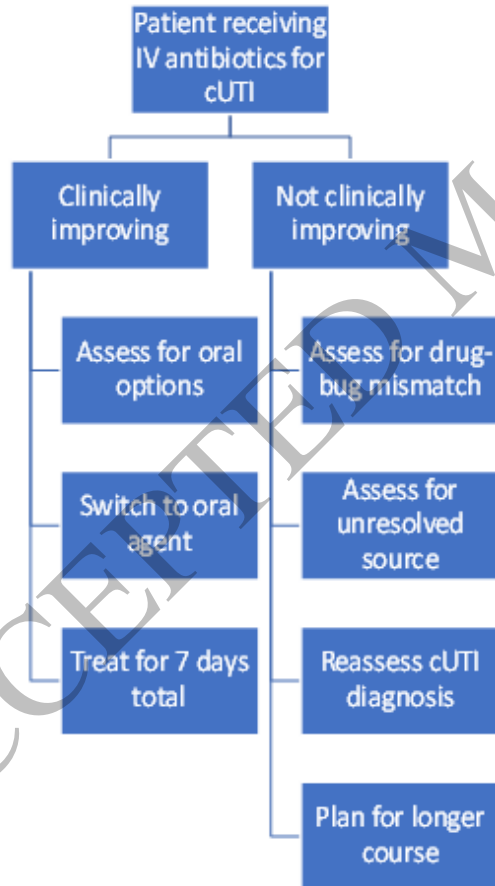 Patient receiving
IV antibiotics for
cUTI
Clinically
improving
Not clinically
improving
Assess for oral
options
Switch to oral
agent
Treat for 7 days
total
Assess for drug-
bug mismatch
Assess for
unresolved
source
Reassess cUTI
diagnosis
Plan for longer
course
CEPTED M